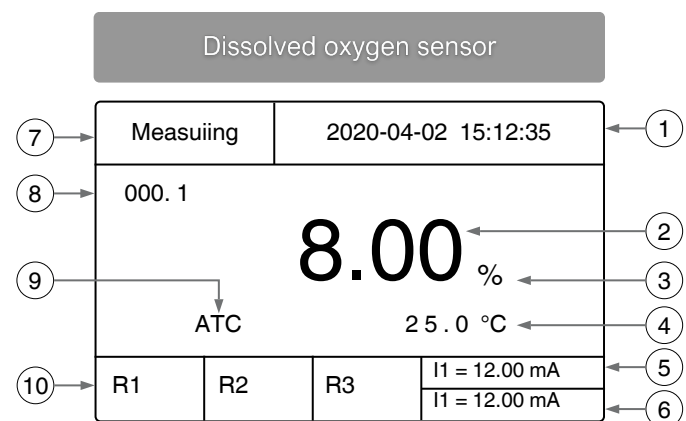 Dissolved oxygen sensor
7 Measuiing 2020-04-02 15:12:35 1
8 000. 1
8.00 2
9 % 3
ATC 25.0 °C 4
10 R1 R2 R3 I1 = 12.00 mA 5
I1 = 12.00 mA 6